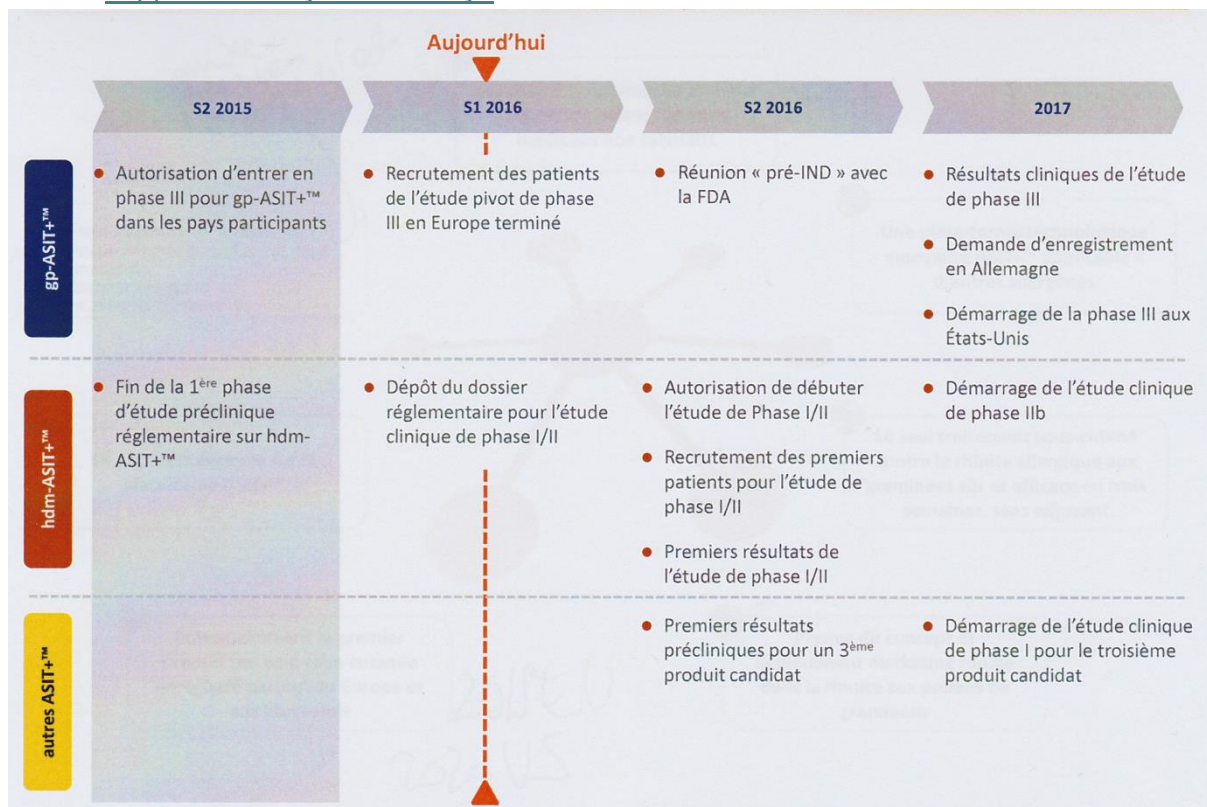 Aujourd'hui
S2 2015
S1 2016
S2 2016
2017
gp-ASIT+™
• Autorisation d'entrer en
phase III pour gp-ASIT+™
dans les pays participants
• Recrutement des patients
de l'étude pivot de phase
III en Europe terminé
• Réunion « pré-IND » avec
la FDA
• Résultats cliniques de l'étude
de phase III
• Demande d'enregistrement
en Allemagne
• Démarrage de la phase III aux
États-Unis
hdm-ASIT+™
• Fin de la 1ère phase
d'étude préclinique
réglementaire sur hdm-
ASIT+™
• Dépôt du dossier
réglementaire pour l'étude
clinique de phase I/II
• Autorisation de débuter
l'étude de Phase I/II
• Recrutement des premiers
patients pour l'étude de
phase I/II
• Premiers résultats de
l'étude de phase I/II
• Démarrage de l'étude clinique
de phase IIb
autres ASIT+™
• Premiers résultats
précliniques pour un 3ème
produit candidat
• Démarrage de l'étude clinique
de phase I pour le troisième
produit candidat